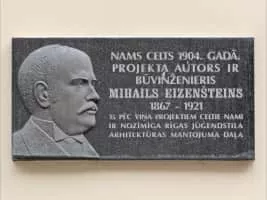 NAMS CELTS 1904. GADĀ.
PROJEKTA AUTORS IR
BŪVINŽENIERIS
MIHAILS EIZENŠTEINS
1867 - 1921
15 PĒC VIŅA PROJEKTIEM CELTIE NAMI
IR NOZĪMĪGA RĪGAS JŪGENDSTILA
ARHITEKTŪRAS MANTOJUMA DAĻA